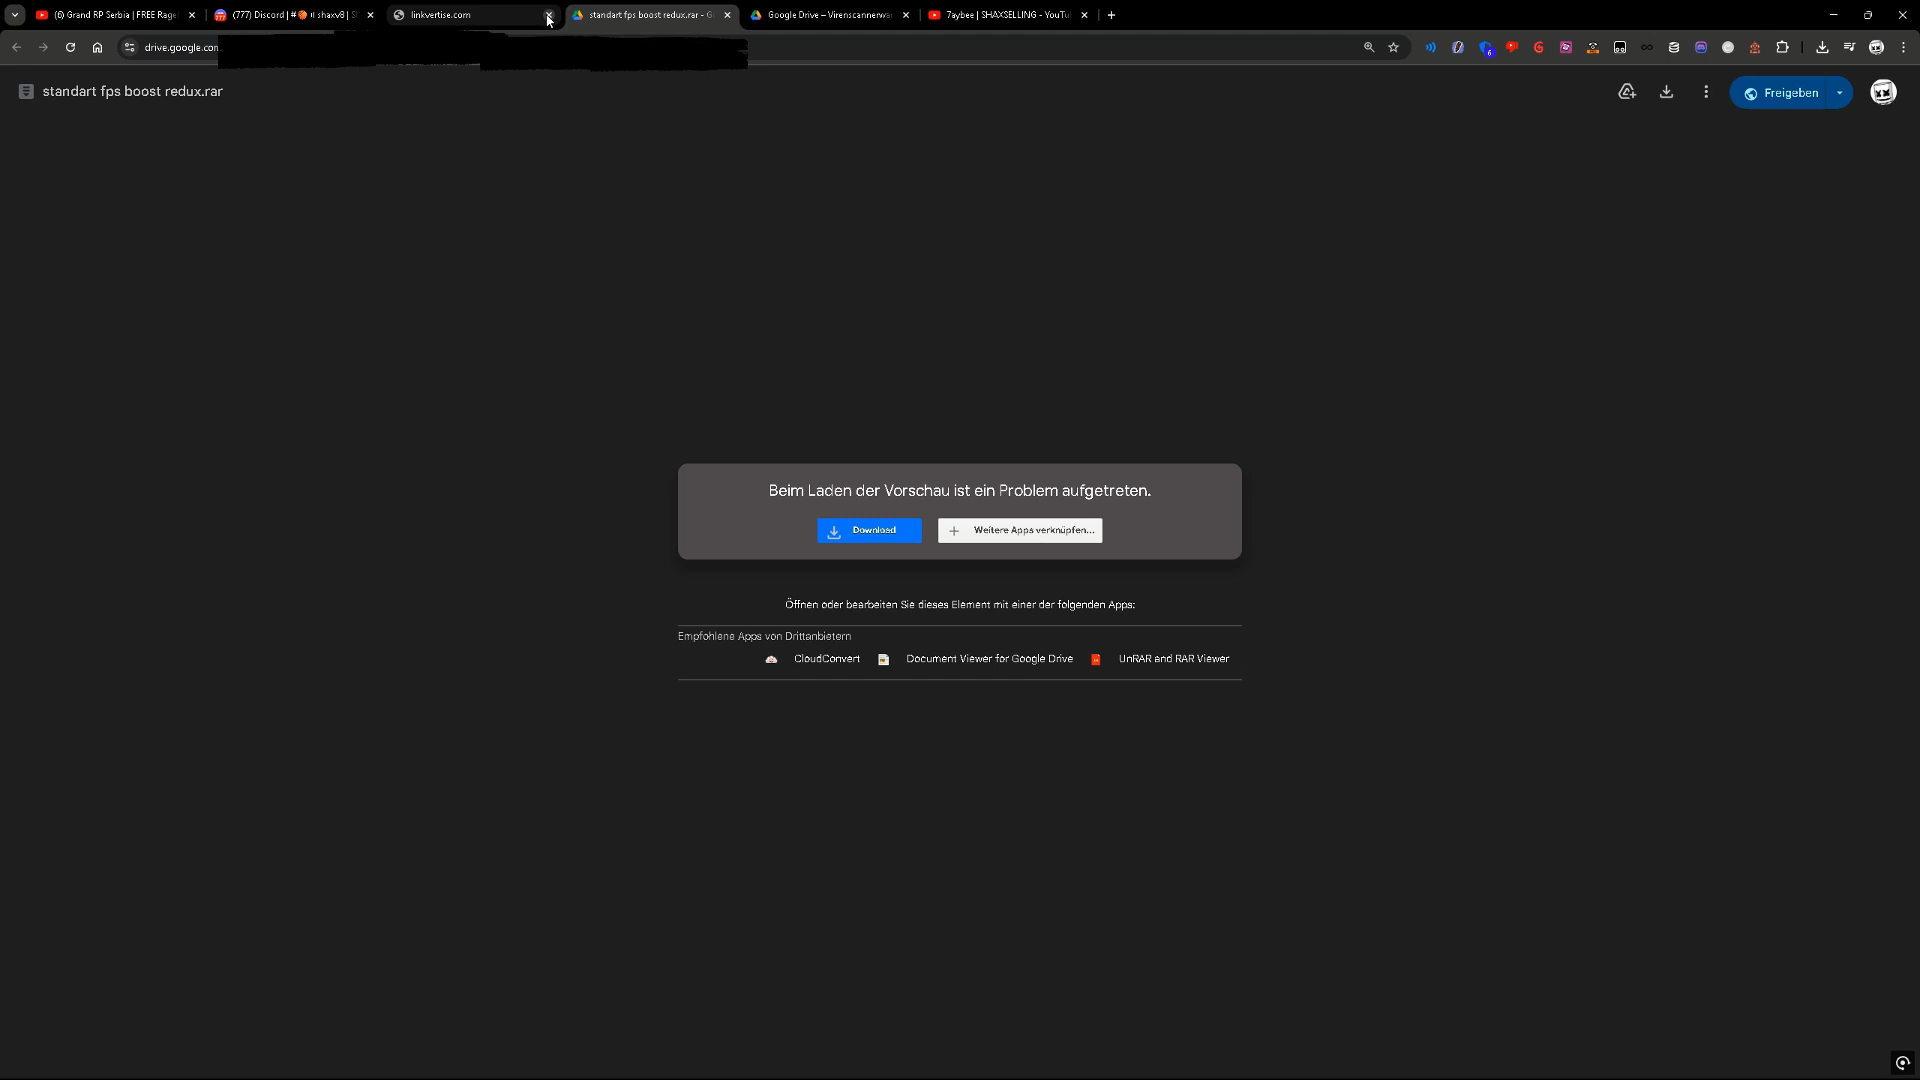 (6) Grand RP Serbia | FREE Rage
(777) Discord | # shaxv8 | S
linkvertise.com
standart fps boost redux.rar - G
Google Drive – Virenscannerwa
7aybee | SHAXSELLING - YouTu
drive.google.com
6
standart fps boost redux.rar
Freigeben
Beim Laden der Vorschau ist ein Problem aufgetreten.
Download
Weitere Apps verknüpfen...
Öffnen oder bearbeiten Sie dieses Element mit einer der folgenden Apps:
Empfohlene Apps von Drittanbietern
CloudConvert
Document Viewer for Google Drive
UnRAR and RAR Viewer